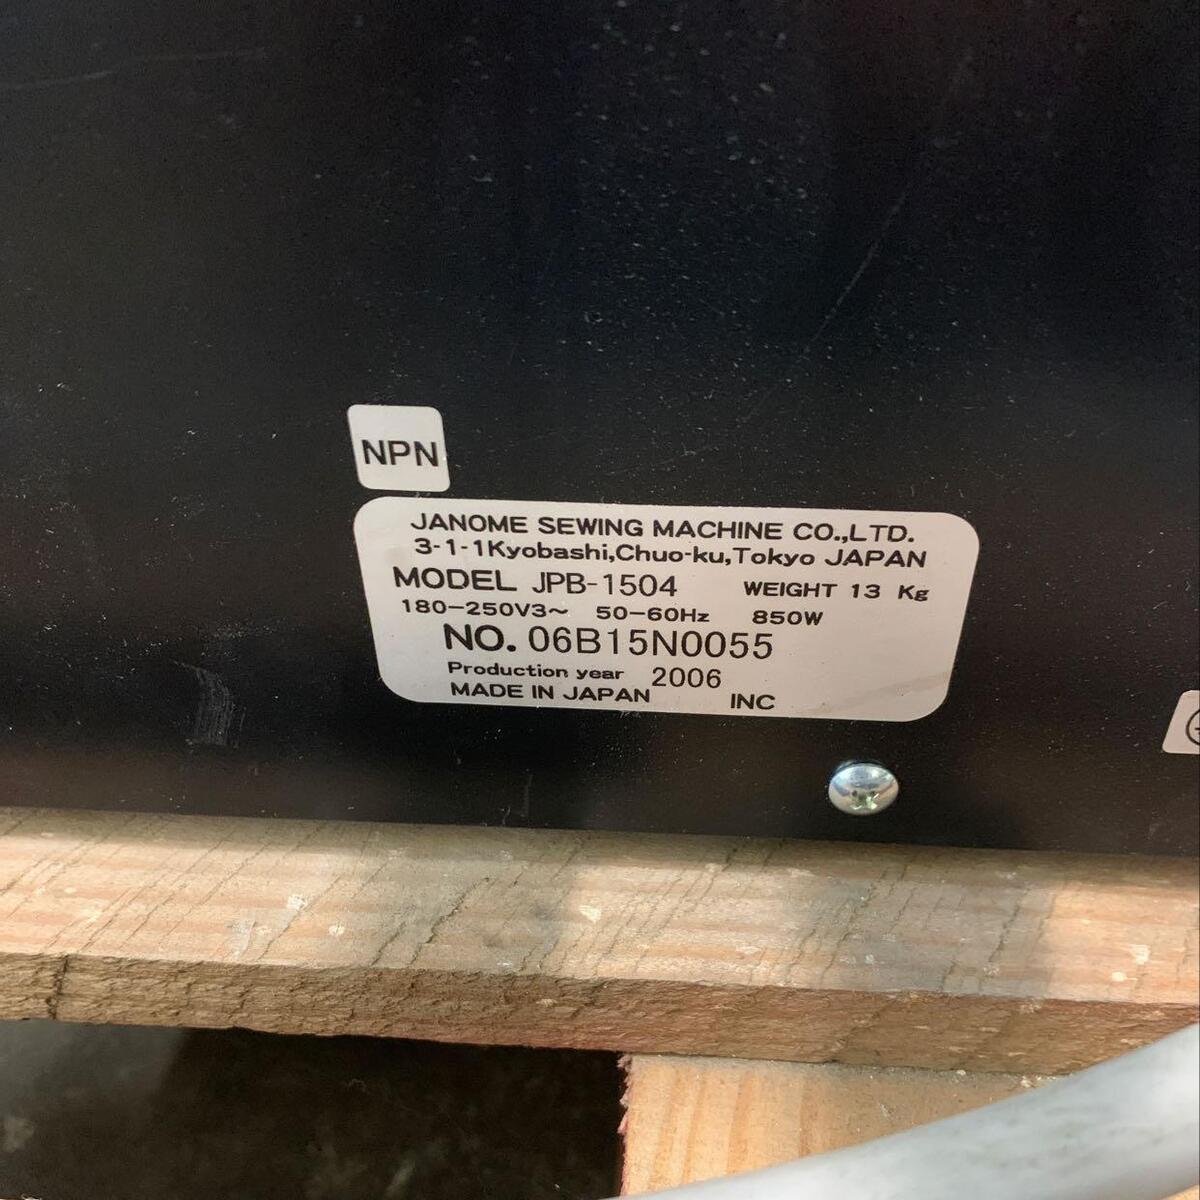 NPN
JANOME SEWING MACHINE CO.,LTD.
3-1-1Kyobashi,Chuo-ku,Tokyo JAPAN
MODEL JPB-1504 WEIGHT 13 Kg
180-250V3~ 50-60Hz 850W
NO. 06B15N0055
Production year 2006
MADE IN JAPAN INC